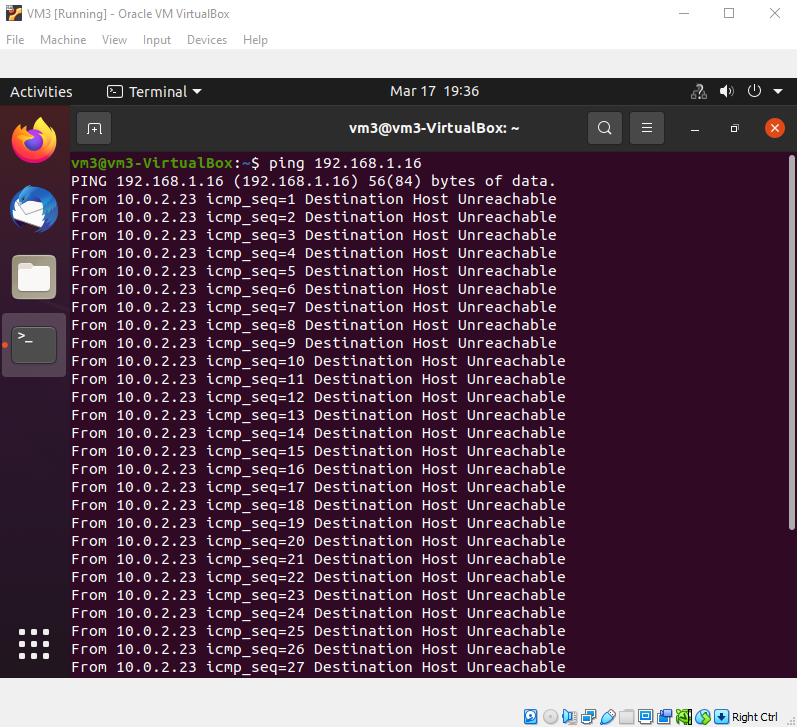 VM3 [Running] - Oracle VM VirtualBox
File Machine View Input Devices Help
Activities Terminal Mar 17 19:36
vm3@vm3-VirtualBox: ~
vm3@vm3-VirtualBox:~$ ping 192.168.1.16
PING 192.168.1.16 (192.168.1.16) 56(84) bytes of data.
From 10.0.2.23 icmp_seq=1 Destination Host Unreachable
From 10.0.2.23 icmp_seq=2 Destination Host Unreachable
From 10.0.2.23 icmp_seq=3 Destination Host Unreachable
From 10.0.2.23 icmp_seq=4 Destination Host Unreachable
From 10.0.2.23 icmp_seq=5 Destination Host Unreachable
From 10.0.2.23 icmp_seq=6 Destination Host Unreachable
From 10.0.2.23 icmp_seq=7 Destination Host Unreachable
From 10.0.2.23 icmp_seq=8 Destination Host Unreachable
From 10.0.2.23 icmp_seq=9 Destination Host Unreachable
From 10.0.2.23 icmp_seq=10 Destination Host Unreachable
From 10.0.2.23 icmp_seq=11 Destination Host Unreachable
From 10.0.2.23 icmp_seq=12 Destination Host Unreachable
From 10.0.2.23 icmp_seq=13 Destination Host Unreachable
From 10.0.2.23 icmp_seq=14 Destination Host Unreachable
From 10.0.2.23 icmp_seq=15 Destination Host Unreachable
From 10.0.2.23 icmp_seq=16 Destination Host Unreachable
From 10.0.2.23 icmp_seq=17 Destination Host Unreachable
From 10.0.2.23 icmp_seq=18 Destination Host Unreachable
From 10.0.2.23 icmp_seq=19 Destination Host Unreachable
From 10.0.2.23 icmp_seq=20 Destination Host Unreachable
From 10.0.2.23 icmp_seq=21 Destination Host Unreachable
From 10.0.2.23 icmp_seq=22 Destination Host Unreachable
From 10.0.2.23 icmp_seq=23 Destination Host Unreachable
From 10.0.2.23 icmp_seq=24 Destination Host Unreachable
From 10.0.2.23 icmp_seq=25 Destination Host Unreachable
From 10.0.2.23 icmp_seq=26 Destination Host Unreachable
From 10.0.2.23 icmp_seq=27 Destination Host Unreachable
Right Ctrl